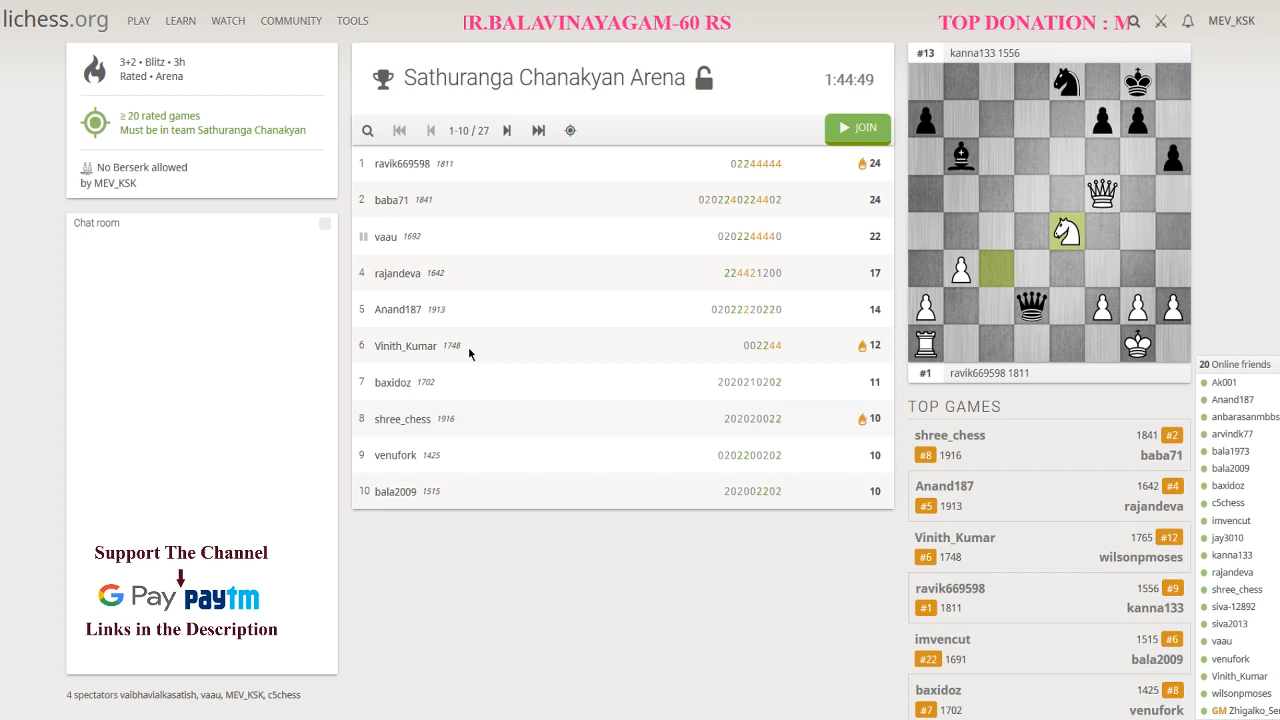 lichess.org PLAY LEARN WATCH COMMUNITY TOOLS R.BALAVINAYAGAM-60 RS TOP DONATION : M MEV_KSK
3+2 • Blitz • 3h
Rated • Arena
≥ 20 rated games
Must be in team Sathuranga Chanakyan
No Berserk allowed
by MEV_KSK
Chat room
Support The Channel
G Pay paytm
Links in the Description
4 spectators vaibhavialkasatish, vaau, MEV_KSK, c5chess
Sathuranga Chanakyan Arena 1:44:49
1-10 / 27 JOIN
1 ravik669598 1811 02244444 24
2 baba71 1841 0202240224402 24
vaau 1692 0202244440 22
4 rajandeva 1642 224421200 17
5 Anand187 1913 02022220220 14
6 Vinith_Kumar 1748 002244 12
7 baxidoz 1702 2020210202 11
8 shree_chess 1916 202020022 10
9 venufork 1425 0202200202 10
10 bala2009 1515 202002202 10
#13 kanna133 1556
#1 ravik669598 1811
TOP GAMES
shree_chess 1841 #2
#8 1916 baba71
Anand187 1642 #4
#5 1913 rajandeva
Vinith_Kumar 1765 #12
#6 1748 wilsonpmoses
ravik669598 1556 #9
#1 1811 kanna133
imvencut 1515 #6
#22 1691 bala2009
baxidoz 1425 #8
#7 1702 venufork
20 Online friends
Ak001
Anand187
anbarasanmbbs
arvindk77
bala1973
bala2009
baxidoz
c5chess
imvencut
jay3010
kanna133
rajandeva
shree_chess
siva-12892
siva2013
vaau
venufork
Vinith_Kumar
wilsonpmoses
GM Zhigalko_Se